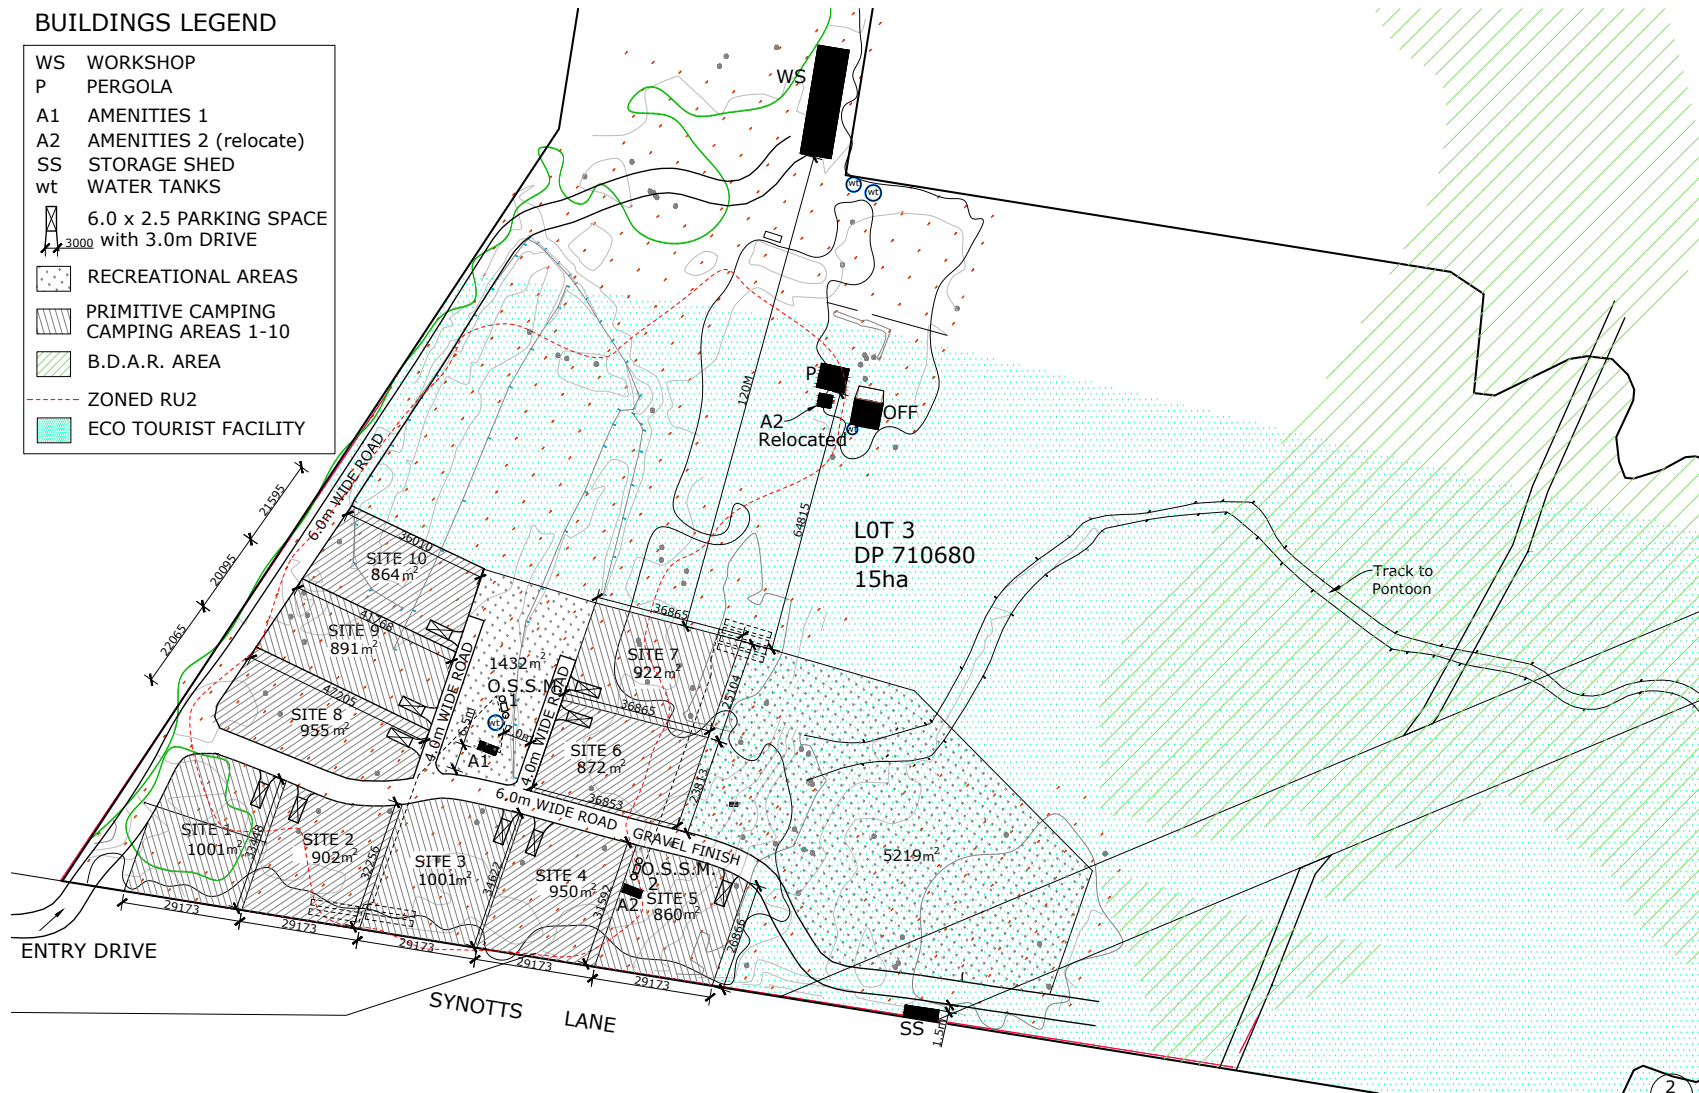 BUILDINGS LEGEND
WS WORKSHOP
P PERGOLA
A1 AMENITIES 1
A2 AMENITIES 2 (relocate)
SS STORAGE SHED
wt WATER TANKS
6.0 x 2.5 PARKING SPACE
3000 with 3.0m DRIVE
RECREATIONAL AREAS
PRIMITIVE CAMPING
CAMPING AREAS 1-10
B.D.A.R. AREA
ZONED RU2
ECO TOURIST FACILITY
WS
wt
wt
120M
P
A2
Relocated
OFF
64815
L0T 3
DP 710680
15ha
Track to
Pontoon
6.0m WIDE ROAD
21595
20095
22065
36010
SITE 10
864m²
41768
SITE 9
891m²
47205
SITE 8
955m²
4.0m WIDE ROAD
1432m²
O.S.S.M.
1
wt
A1
4.0m WIDE ROAD
36865
SITE 7
922m²
25104
36865
SITE 6
872m²
23813
36853
6.0m WIDE ROAD GRAVEL FINISH
SITE 1
1001m²
SITE 2
902m²
32256
SITE 3
1001m²
34622
SITE 4
950m²
31592
O.S.S.M.
2
A2
SITE 5
860m²
26866
5219m²
29173
29173
29173
29173
29173
ENTRY DRIVE
SYNOTTS LANE
SS
1.5m
2